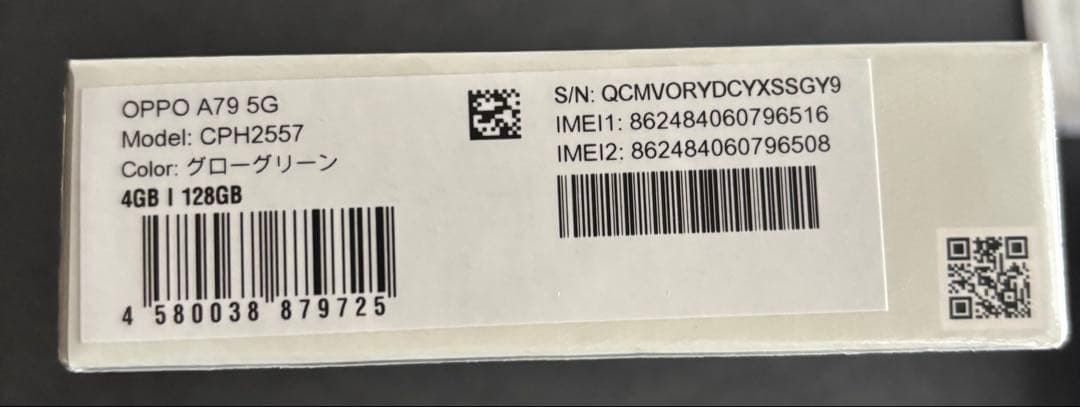 OPPO A79 5G
Model: CPH2557
Color: グローグリーン
4GB | 128GB
4 580038 879725
S/N: QCMVORYDCYXSSGY9
IMEI1: 862484060796516
IMEI2: 862484060796508